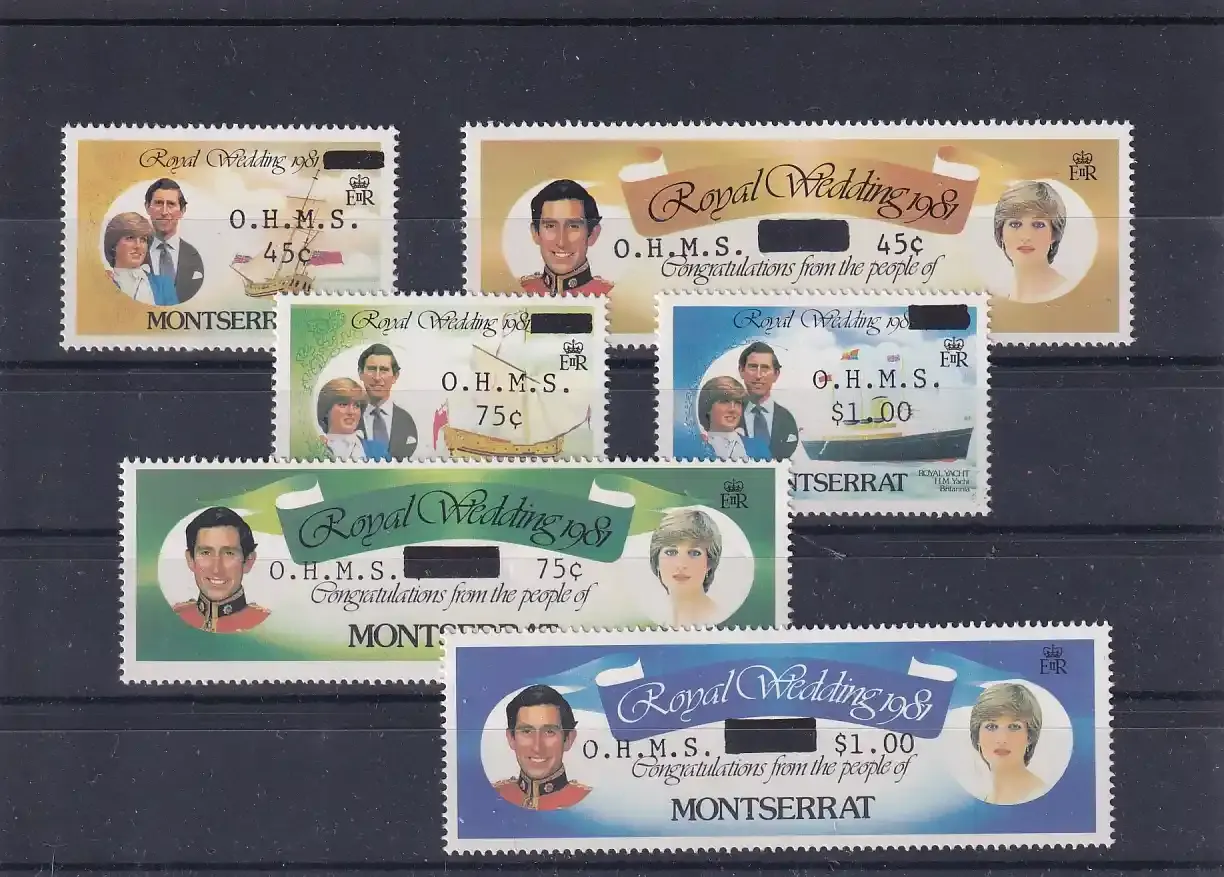 Royal Wedding 1981
EIIR
O.H.M.S.
45¢
MONTSERR
Royal Wedding 1981
EIIR
O.H.M.S. 45¢
Congratulations from the people of
Royal Wedding 1981
EIIR
O.H.M.S.
75¢
Royal Wedding 198
EIIR
O.H.M.S.
$1.00
NTSERRAT
ROYAL YACHT
H.M. Yacht
Britannia
Royal Wedding 1981
EIIR
O.H.M.S. 75¢
Congratulations from the people of
MONTSERRAT
Royal Wedding 1981
EIIR
O.H.M.S. $1.00
Congratulations from the people of
MONTSERRAT